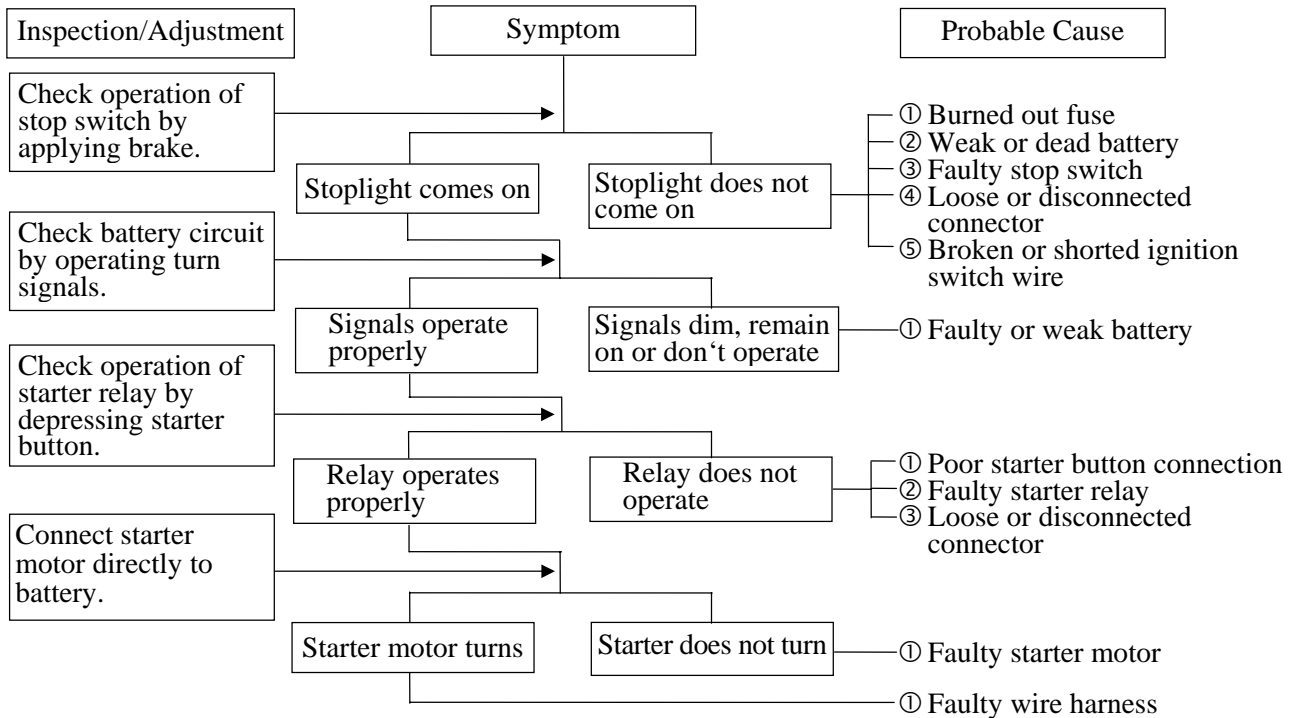 Inspection/Adjustment
Symptom
Probable Cause
Check operation of
stop switch by
applying brake.
① Burned out fuse
② Weak or dead battery
③ Faulty stop switch
④ Loose or disconnected
connector
⑤ Broken or shorted ignition
switch wire
Stoplight comes on
Stoplight does not
come on
Check battery circuit
by operating turn
signals.
Signals operate
properly
Signals dim, remain
on or don‘t operate
① Faulty or weak battery
Check operation of
starter relay by
depressing starter
button.
Relay operates
properly
Relay does not
operate
① Poor starter button connection
② Faulty starter relay
③ Loose or disconnected
connector
Connect starter
motor directly to
battery.
Starter motor turns
Starter does not turn
① Faulty starter motor
① Faulty wire harness